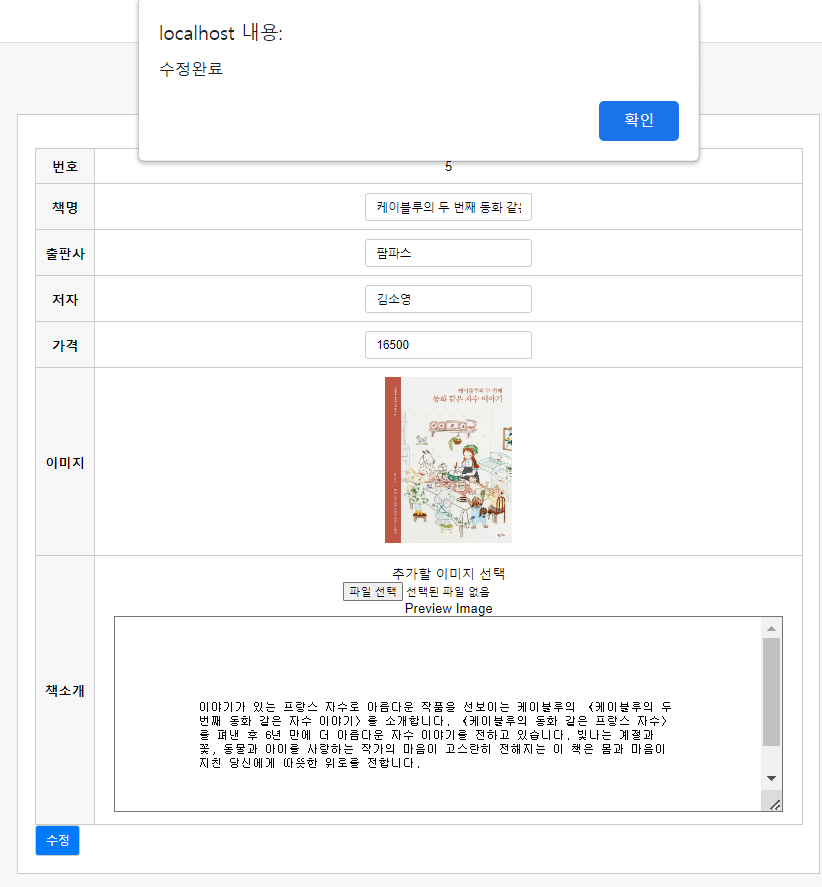 localhost 내용:
수정완료
확인
번호
5
책명
케이블루의 두 번째 동화 같은
출판사
팜파스
저자
김소영
가격
16500
이미지
케이블루의 두 번째
동화 같은 자수 이야기
추가할 이미지 선택
파일 선택 선택된 파일 없음
Preview Image
책소개
이야기가 있는 프랑스 자수로 아름다운 작품을 선보이는 케이블루의 <케이블루의 두
번째 동화 같은 자수 이야기>를 소개합니다. <케이블루의 동화 같은 프랑스 자수>
를 펴낸 후 6년 만에 더 아름다운 자수 이야기를 전하고 있습니다. 빛나는 계절과
꽃, 동물과 아이를 사랑하는 작가의 마음이 고스란히 전해지는 이 책은 몸과 마음이
지친 당신에게 따뜻한 위로를 전합니다.
수정